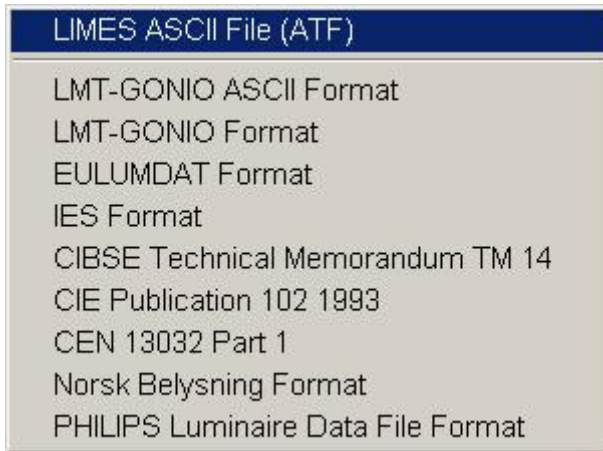 LIMES ASCII File (ATF)
LMT-GONIO ASCII Format
LMT-GONIO Format
EULUMDAT Format
IES Format
CIBSE Technical Memorandum TM 14
CIE Publication 102 1993
CEN 13032 Part 1
Norsk Belysning Format
PHILIPS Luminaire Data File Format